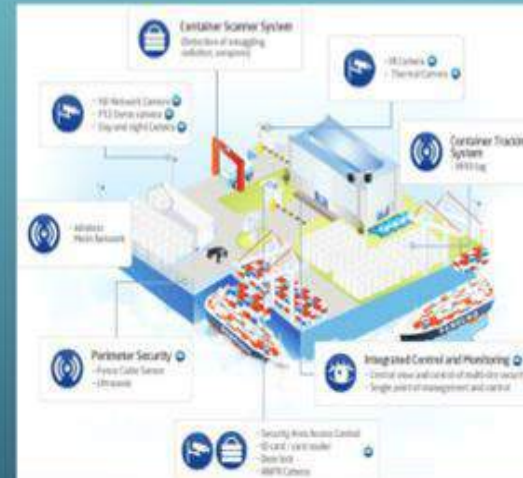 Container Scanner System
(Detection of smuggling,
radiation, weapons)
- IR Camera
- Thermal Camera
- HD Network Camera
- PTZ Dome camera
- Day and night Camera
Container Tracking
System
- RFID tag
- Wireless
Mesh Network
Perimeter Security
- Fence Cable Sensor
- Ultrawave
Integrated Control and Monitoring
- Central view and control of multi-site security
- Single point of management and control
- Security Area Access Control
- ID card / card reader
- Door lock
- ANPR Camera